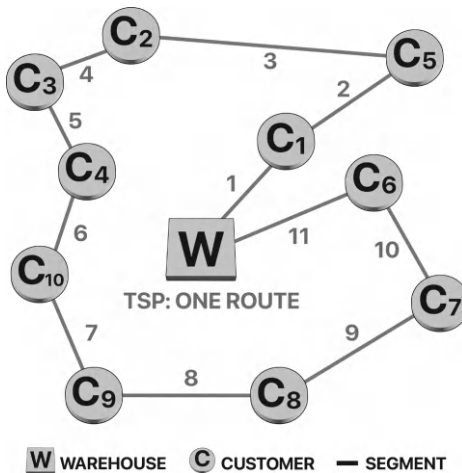 C2
C5
3
4
C3
2
5
C1
C4
1
C6
6
W
11
10
C10
TSP: ONE ROUTE
C7
7
9
8
C9
C8
W WAREHOUSE C CUSTOMER SEGMENT